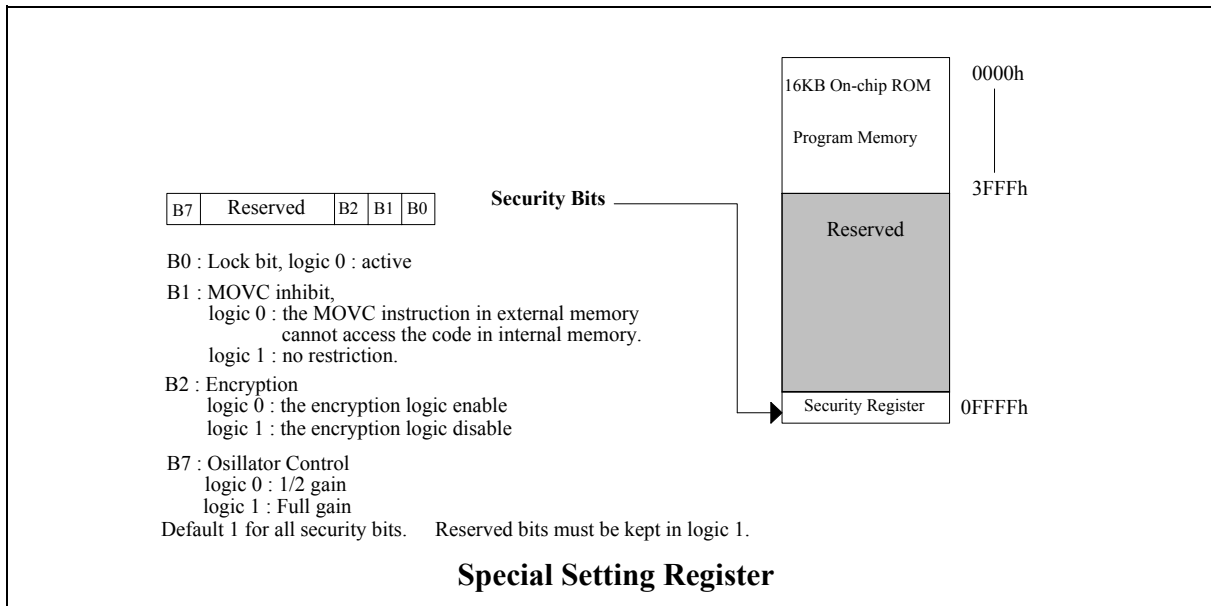 16KB On-chip ROM
0000h
Program Memory
3FFFh
B7 Reserved B2 B1 B0
Security Bits
Reserved
B0 : Lock bit, logic 0 : active
B1 : MOVC inhibit,
logic 0 : the MOVC instruction in external memory
cannot access the code in internal memory.
logic 1 : no restriction.
B2 : Encryption
logic 0 : the encryption logic enable
logic 1 : the encryption logic disable
Security Register
0FFFFh
B7 : Osillator Control
logic 0 : 1/2 gain
logic 1 : Full gain
Default 1 for all security bits. Reserved bits must be kept in logic 1.
Special Setting Register